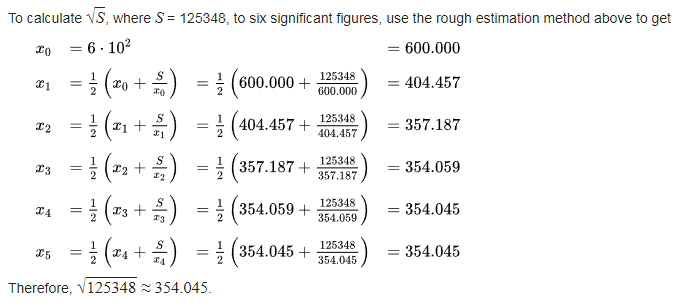 To calculate √S, where S = 125348, to six significant figures, use the rough estimation method above to get
x₀ = 6 · 10² = 600.000
x₁ = 1/2 (x₀ + S/x₀) = 1/2 (600.000 + 125348/600.000) = 404.457
x₂ = 1/2 (x₁ + S/x₁) = 1/2 (404.457 + 125348/404.457) = 357.187
x₃ = 1/2 (x₂ + S/x₂) = 1/2 (357.187 + 125348/357.187) = 354.059
x₄ = 1/2 (x₃ + S/x₃) = 1/2 (354.059 + 125348/354.059) = 354.045
x₅ = 1/2 (x₄ + S/x₄) = 1/2 (354.045 + 125348/354.045) = 354.045
Therefore, √125348 ≈ 354.045.